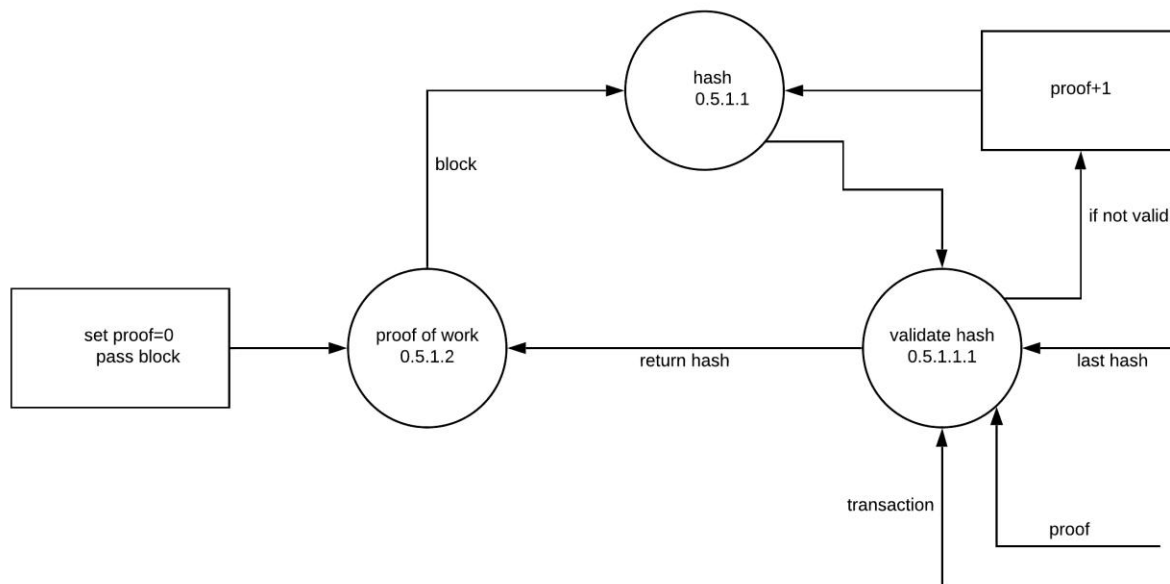 hash
0.5.1.1
proof+1
block
if not valid
set proof=0
pass block
proof of work
0.5.1.2
return hash
validate hash
0.5.1.1.1
last hash
transaction
proof